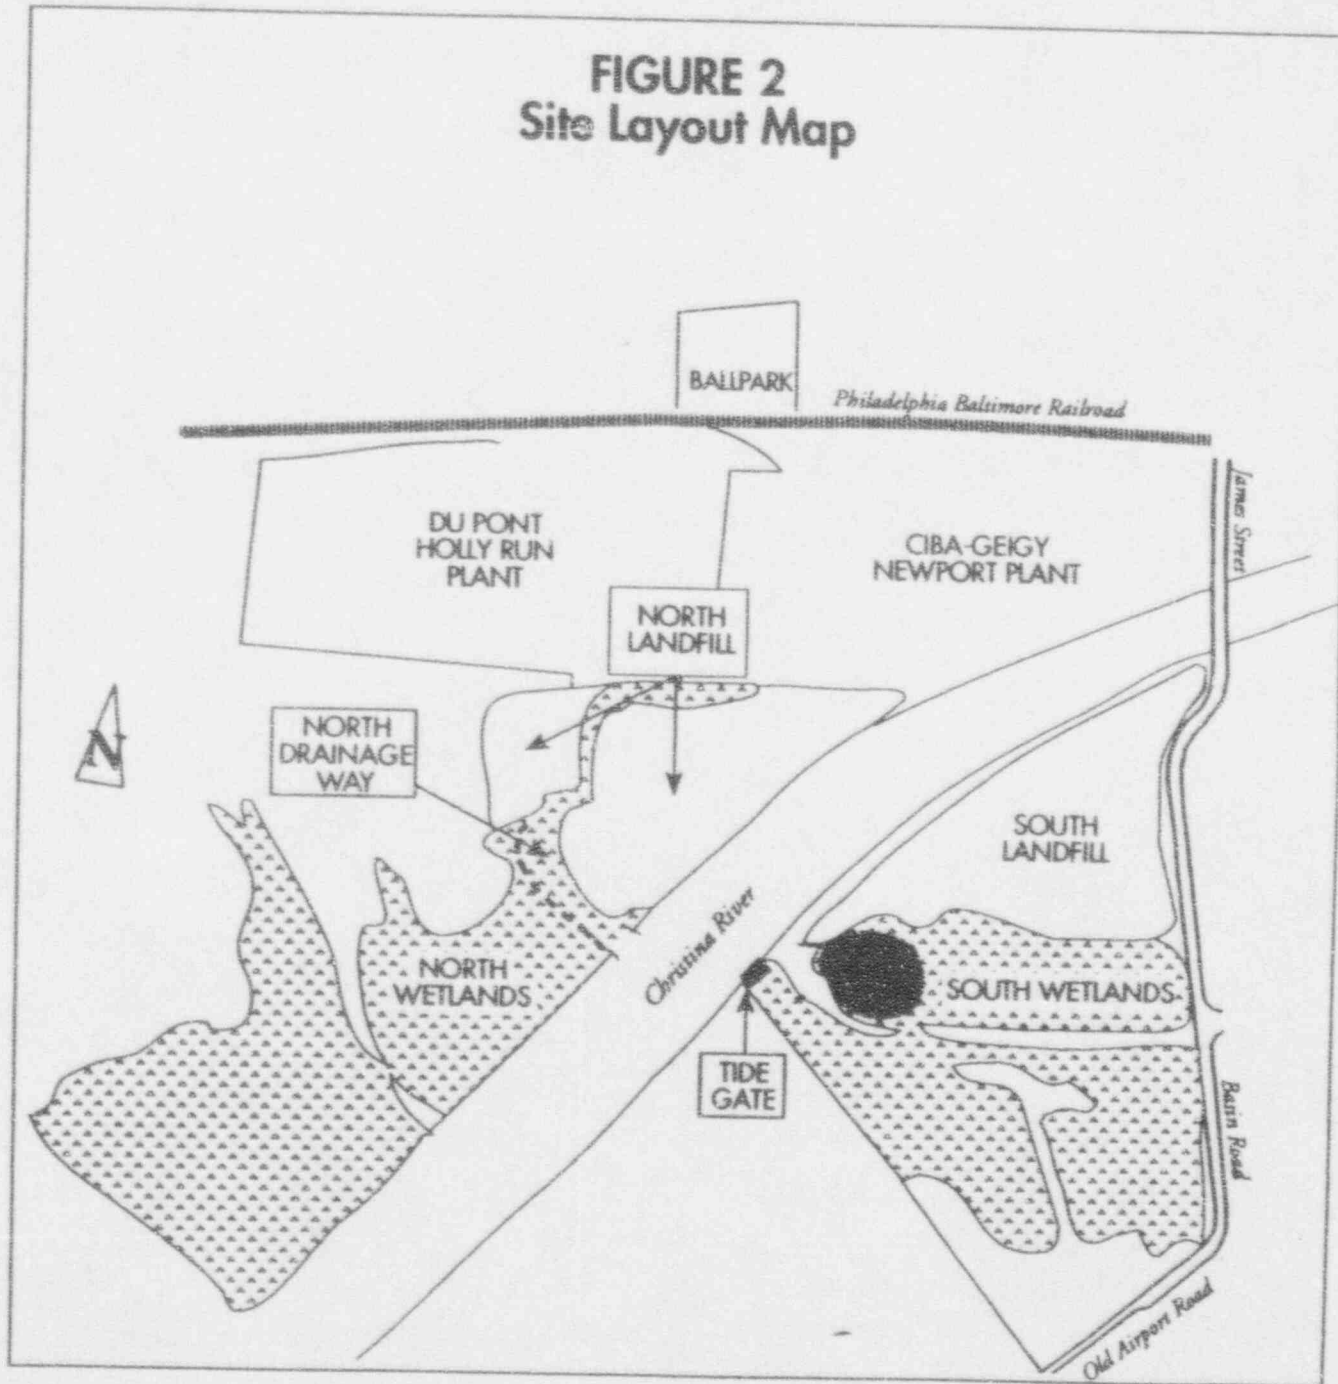 FIGURE 2
Site Layout Map
BALLPARK
Philadelphia Baltimore Railroad
James Street
DU PONT
HOLLY RUN
PLANT
CIBA-GEIGY
NEWPORT PLANT
NORTH
LANDFILL
N
NORTH
DRAINAGE
WAY
SOUTH
LANDFILL
Christina River
NORTH
WETLANDS
SOUTH WETLANDS
TIDE
GATE
Basin Road
Old Airport Road